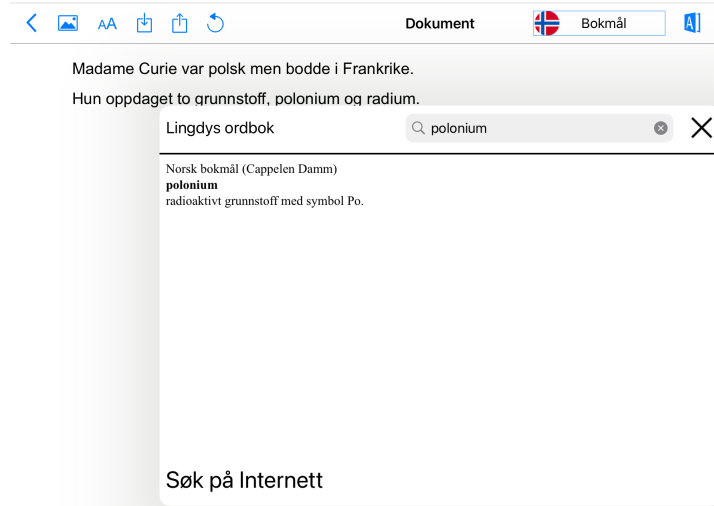 AA
Dokument
Bokmål
A
Madame Curie var polsk men bodde i Frankrike.
Hun oppdaget to grunnstoff, polonium og radium.
Lingdys ordbok
polonium
Norsk bokmål (Cappelen Damm)
polonium
radioaktivt grunnstoff med symbol Po.
Søk på Internett